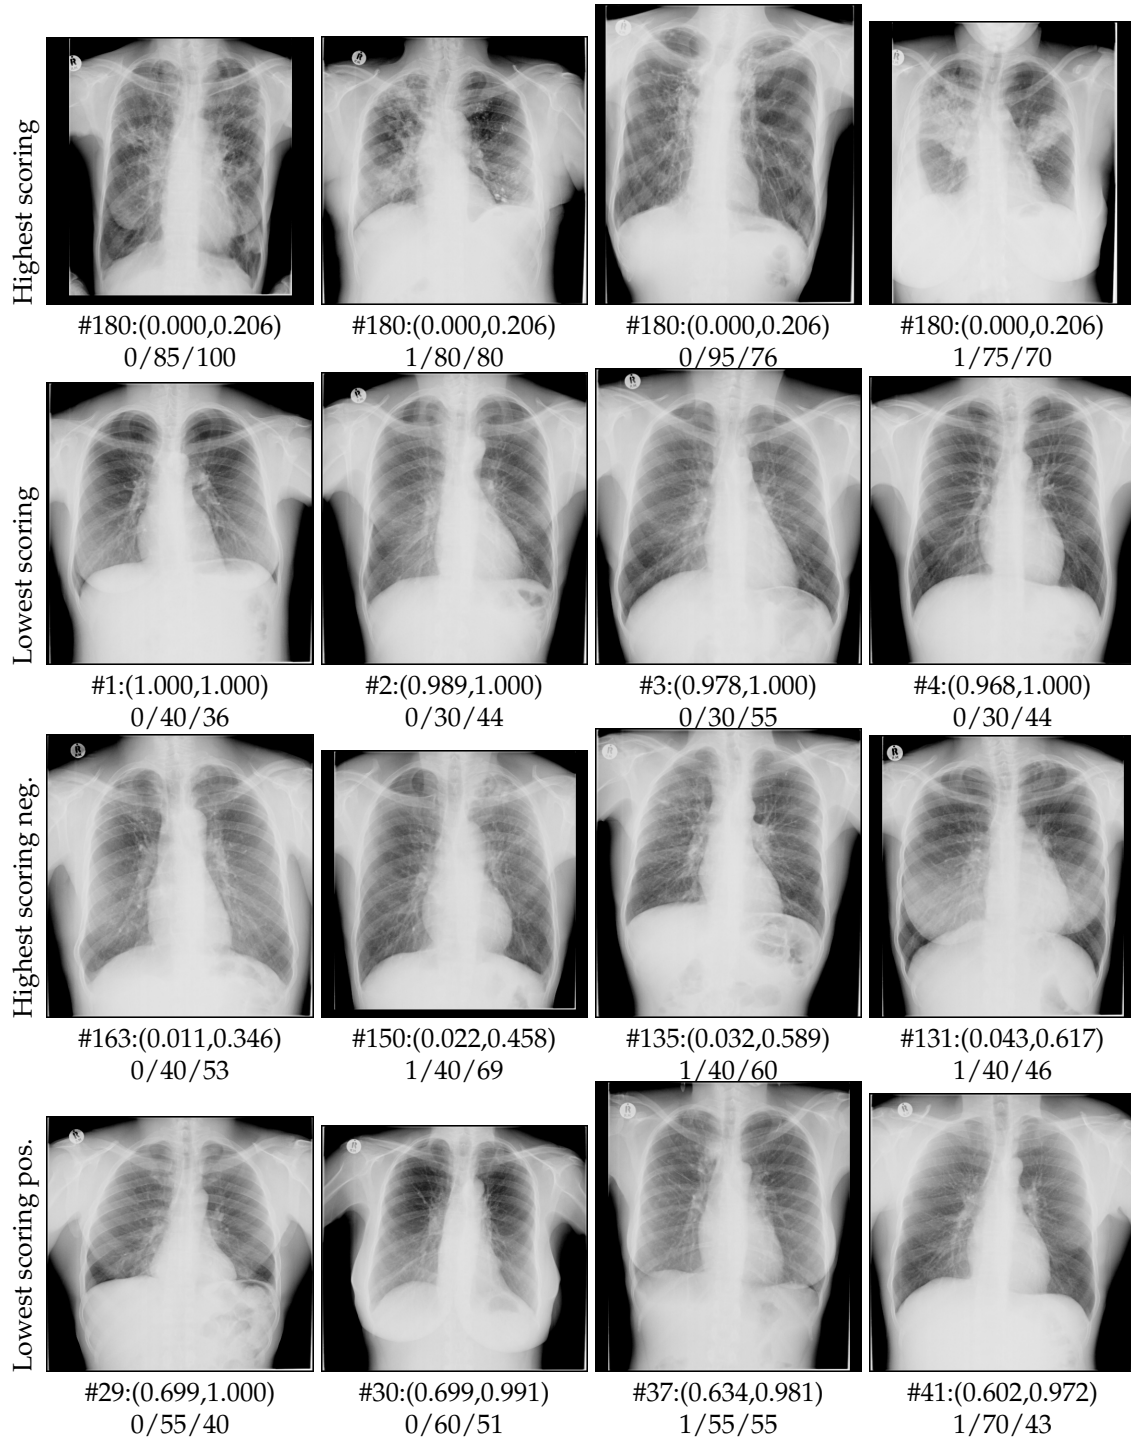 Highest scoring
#180:(0.000,0.206) #180:(0.000,0.206) #180:(0.000,0.206) #180:(0.000,0.206)
0/85/100 1/80/80 0/95/76 1/75/70
Lowest scoring
#1:(1.000,1.000) #2:(0.989,1.000) #3:(0.978,1.000) #4:(0.968,1.000)
0/40/36 0/30/44 0/30/55 0/30/44
Highest scoring neg.
#163:(0.011,0.346) #150:(0.022,0.458) #135:(0.032,0.589) #131:(0.043,0.617)
0/40/53 1/40/69 1/40/60 1/40/46
Lowest scoring pos.
#29:(0.699,1.000) #30:(0.699,0.991) #37:(0.634,0.981) #41:(0.602,0.972)
0/55/40 0/60/51 1/55/55 1/70/43